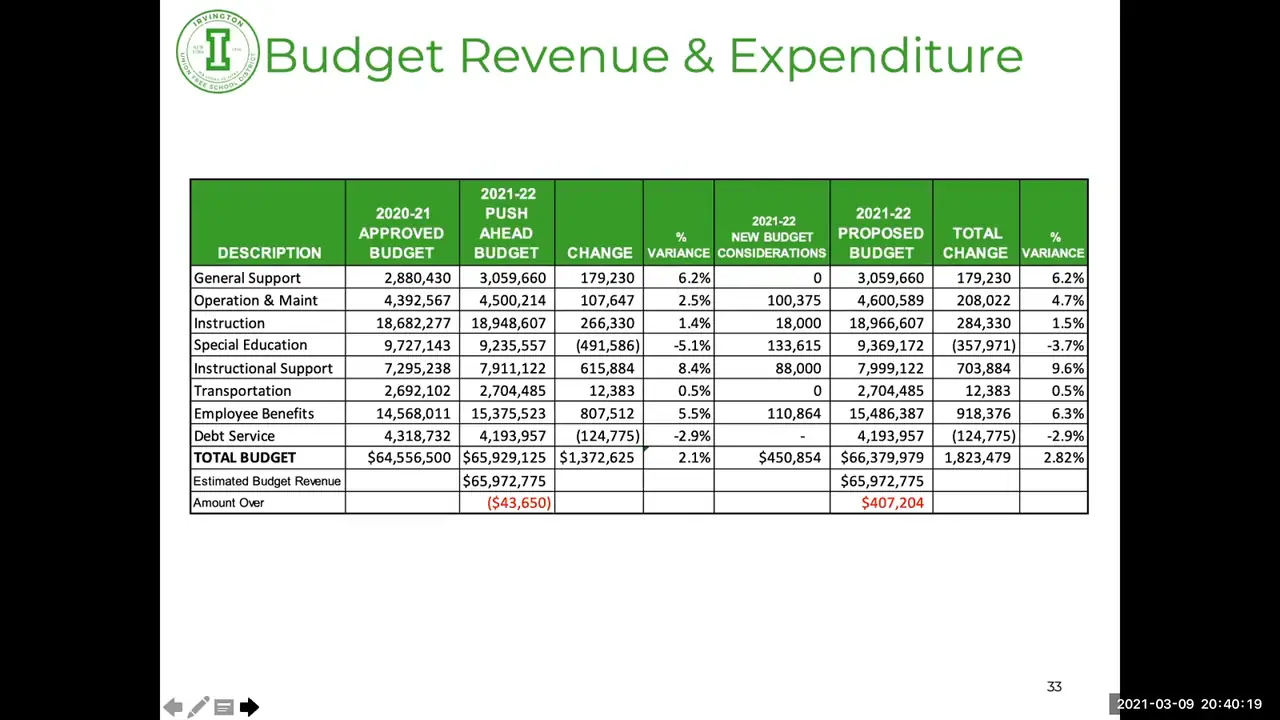 IRVINGTON
UNION FREE SCHOOL DISTRICT
I
Budget Revenue & Expenditure
DESCRIPTION 2020-21 APPROVED BUDGET 2021-22 PUSH AHEAD BUDGET CHANGE % VARIANCE 2021-22 NEW BUDGET CONSIDERATIONS 2021-22 PROPOSED BUDGET TOTAL CHANGE % VARIANCE
General Support 2,880,430 3,059,660 179,230 6.2% 0 3,059,660 179,230 6.2%
Operation & Maint 4,392,567 4,500,214 107,647 2.5% 100,375 4,600,589 208,022 4.7%
Instruction 18,682,277 18,948,607 266,330 1.4% 18,000 18,966,607 284,330 1.5%
Special Education 9,727,143 9,235,557 (491,586) -5.1% 133,615 9,369,172 (357,971) -3.7%
Instructional Support 7,295,238 7,911,122 615,884 8.4% 88,000 7,999,122 703,884 9.6%
Transportation 2,692,102 2,704,485 12,383 0.5% 0 2,704,485 12,383 0.5%
Employee Benefits 14,568,011 15,375,523 807,512 5.5% 110,864 15,486,387 918,376 6.3%
Debt Service 4,318,732 4,193,957 (124,775) -2.9% - 4,193,957 (124,775) -2.9%
TOTAL BUDGET $64,556,500 $65,929,125 $1,372,625 2.1% $450,854 $66,379,979 1,823,479 2.82%
Estimated Budget Revenue $65,972,775 $65,972,775
Amount Over ($43,650) $407,204
33
2021-03-09 20:40:19